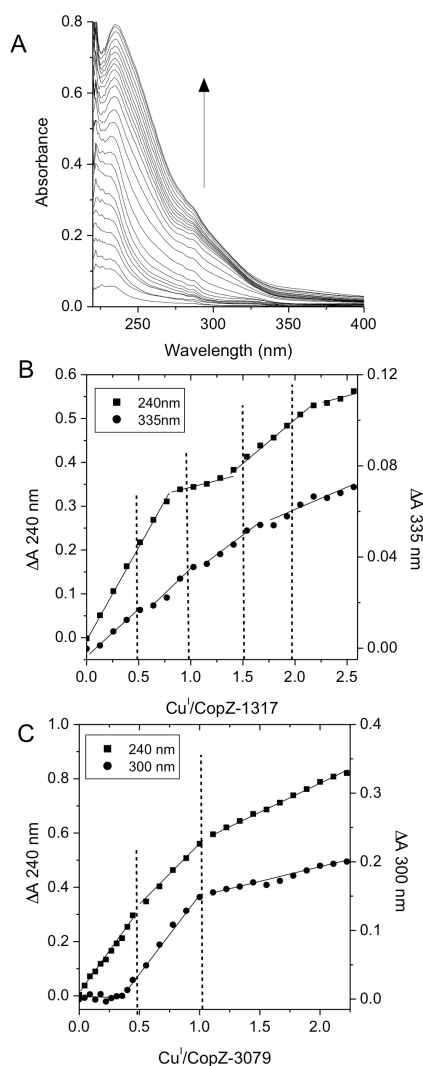 A
0.8
0.6
0.4
0.2
0.0
Absorbance
250
300
350
400
Wavelength (nm)
B
0.6
0.5
0.4
0.3
0.2
0.1
0.0
ΔA 240 nm
240nm
335nm
0.12
0.08
0.04
0.00
ΔA 335 nm
0.0
0.5
1.0
1.5
2.0
2.5
Cuᴵ/CopZ-1317
C
1.0
0.8
0.6
0.4
0.2
0.0
ΔA 240 nm
240 nm
300 nm
0.4
0.3
0.2
0.1
0.0
ΔA 300 nm
0.0
0.5
1.0
1.5
2.0
Cuᴵ/CopZ-3079